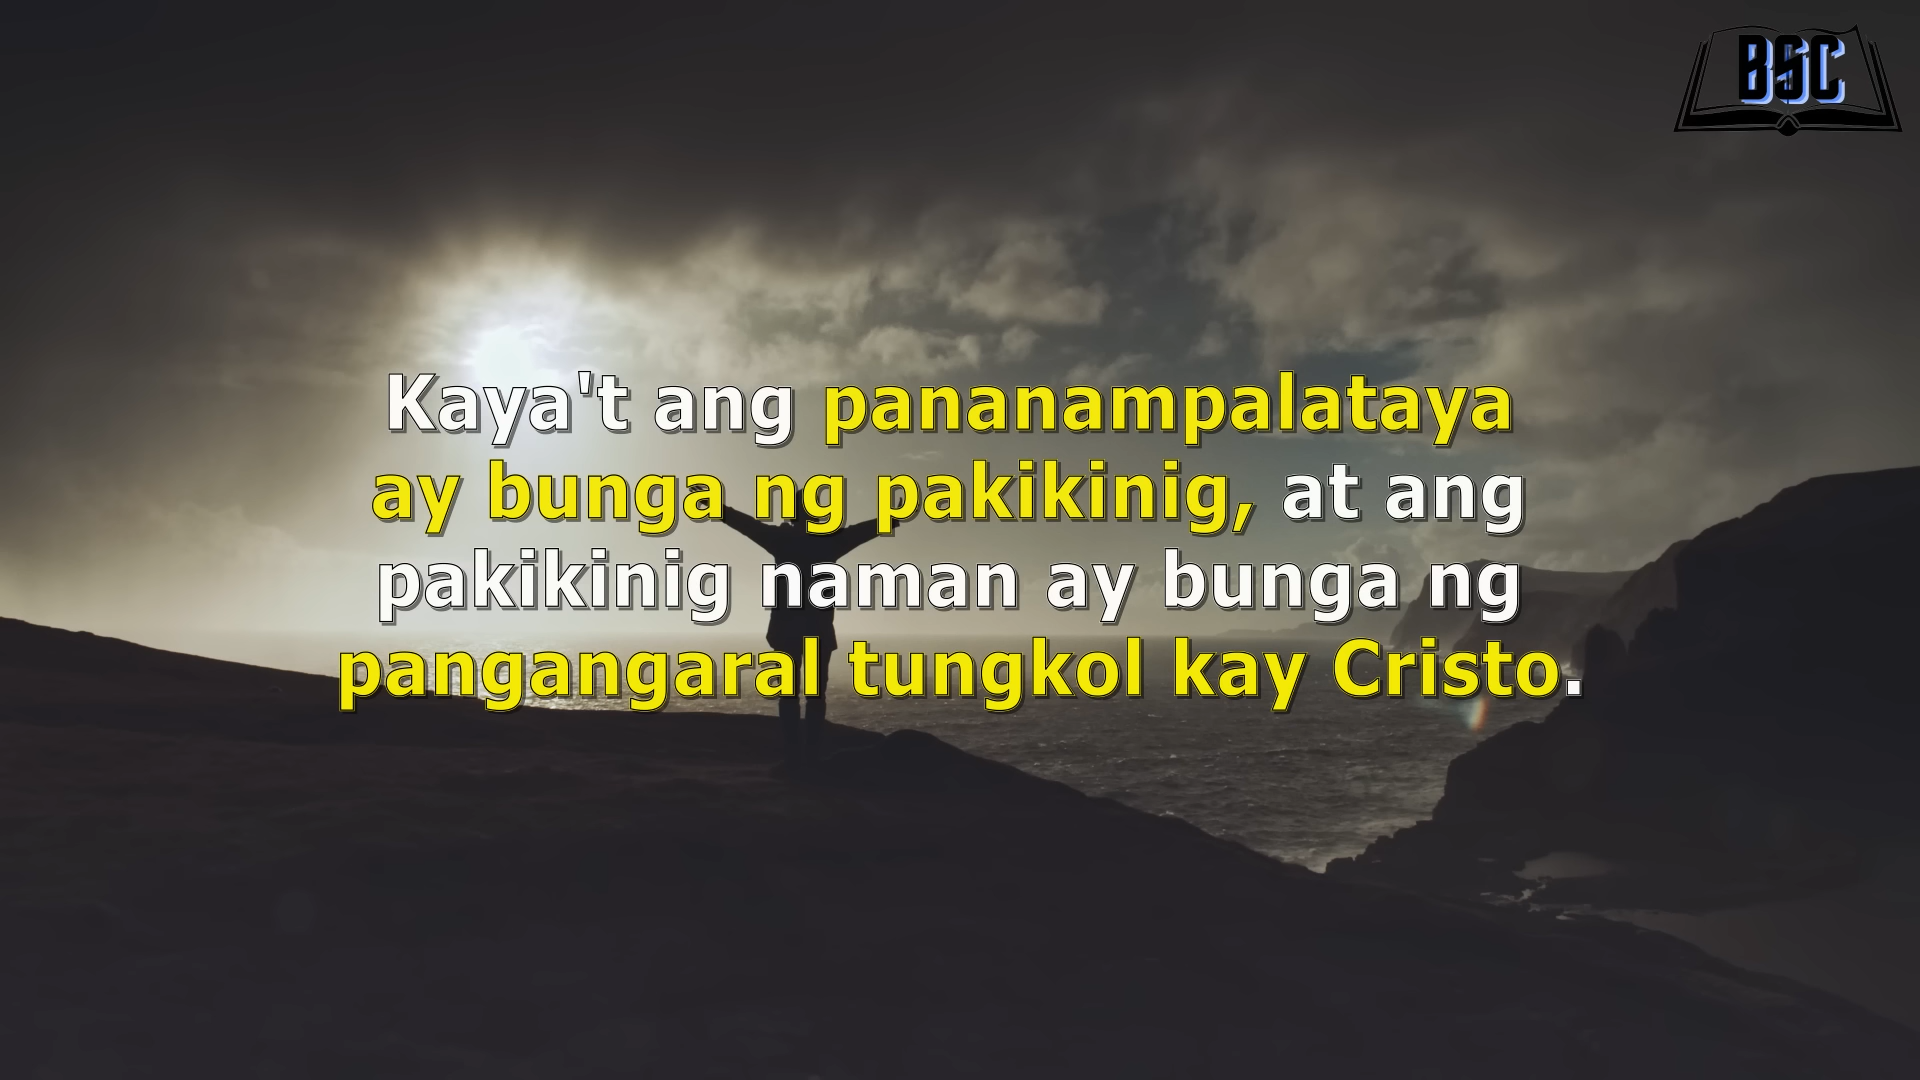 BSC
Kaya't ang pananampalataya
ay bunga ng pakikinig, at ang
pakikinig naman ay bunga ng
pangangaral tungkol kay Cristo.